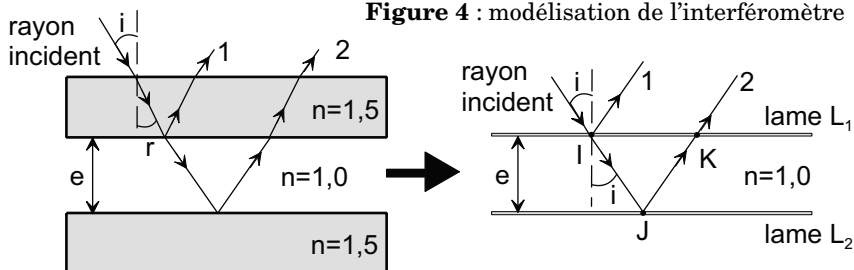 Figure 4 : modélisation de l'interféromètre
rayon
incident
i
1
2
n=1,5
r
e
n=1,0
n=1,5
rayon
incident
i
1
2
lame L₁
I
K
e
i
n=1,0
J
lame L₂